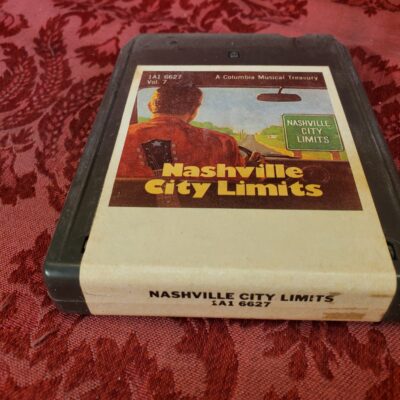 1A1 6627
Vol. 7
A Columbia Musical Treasury
NASHVILLE
CITY
LIMITS
Nashville
City Limits
NASHVILLE CITY LIMITS
1A1 6627